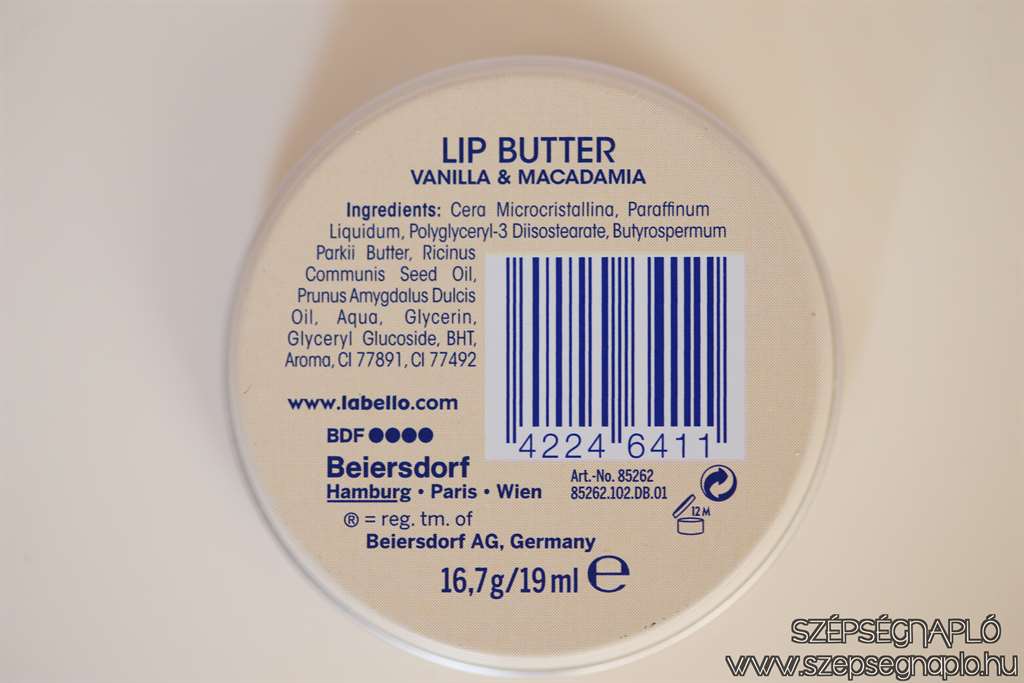 LIP BUTTER
VANILLA & MACADAMIA
Ingredients: Cera Microcristallina, Paraffinum
Liquidum, Polyglyceryl-3 Diisostearate, Butyrospermum
Parkii Butter, Ricinus
Communis Seed Oil,
Prunus Amygdalus Dulcis
Oil, Aqua, Glycerin,
Glyceryl Glucoside, BHT,
Aroma, CI 77891, CI 77492
4224 6411
www.labello.com
BDF
Beiersdorf
Hamburg • Paris • Wien
Art.-No. 85262
85262.102.DB.01
12 M
® = reg. tm. of
Beiersdorf AG, Germany
16,7g/19ml e
SZÉPSÉGNAPLÓ
www.szepsegnaplo.hu